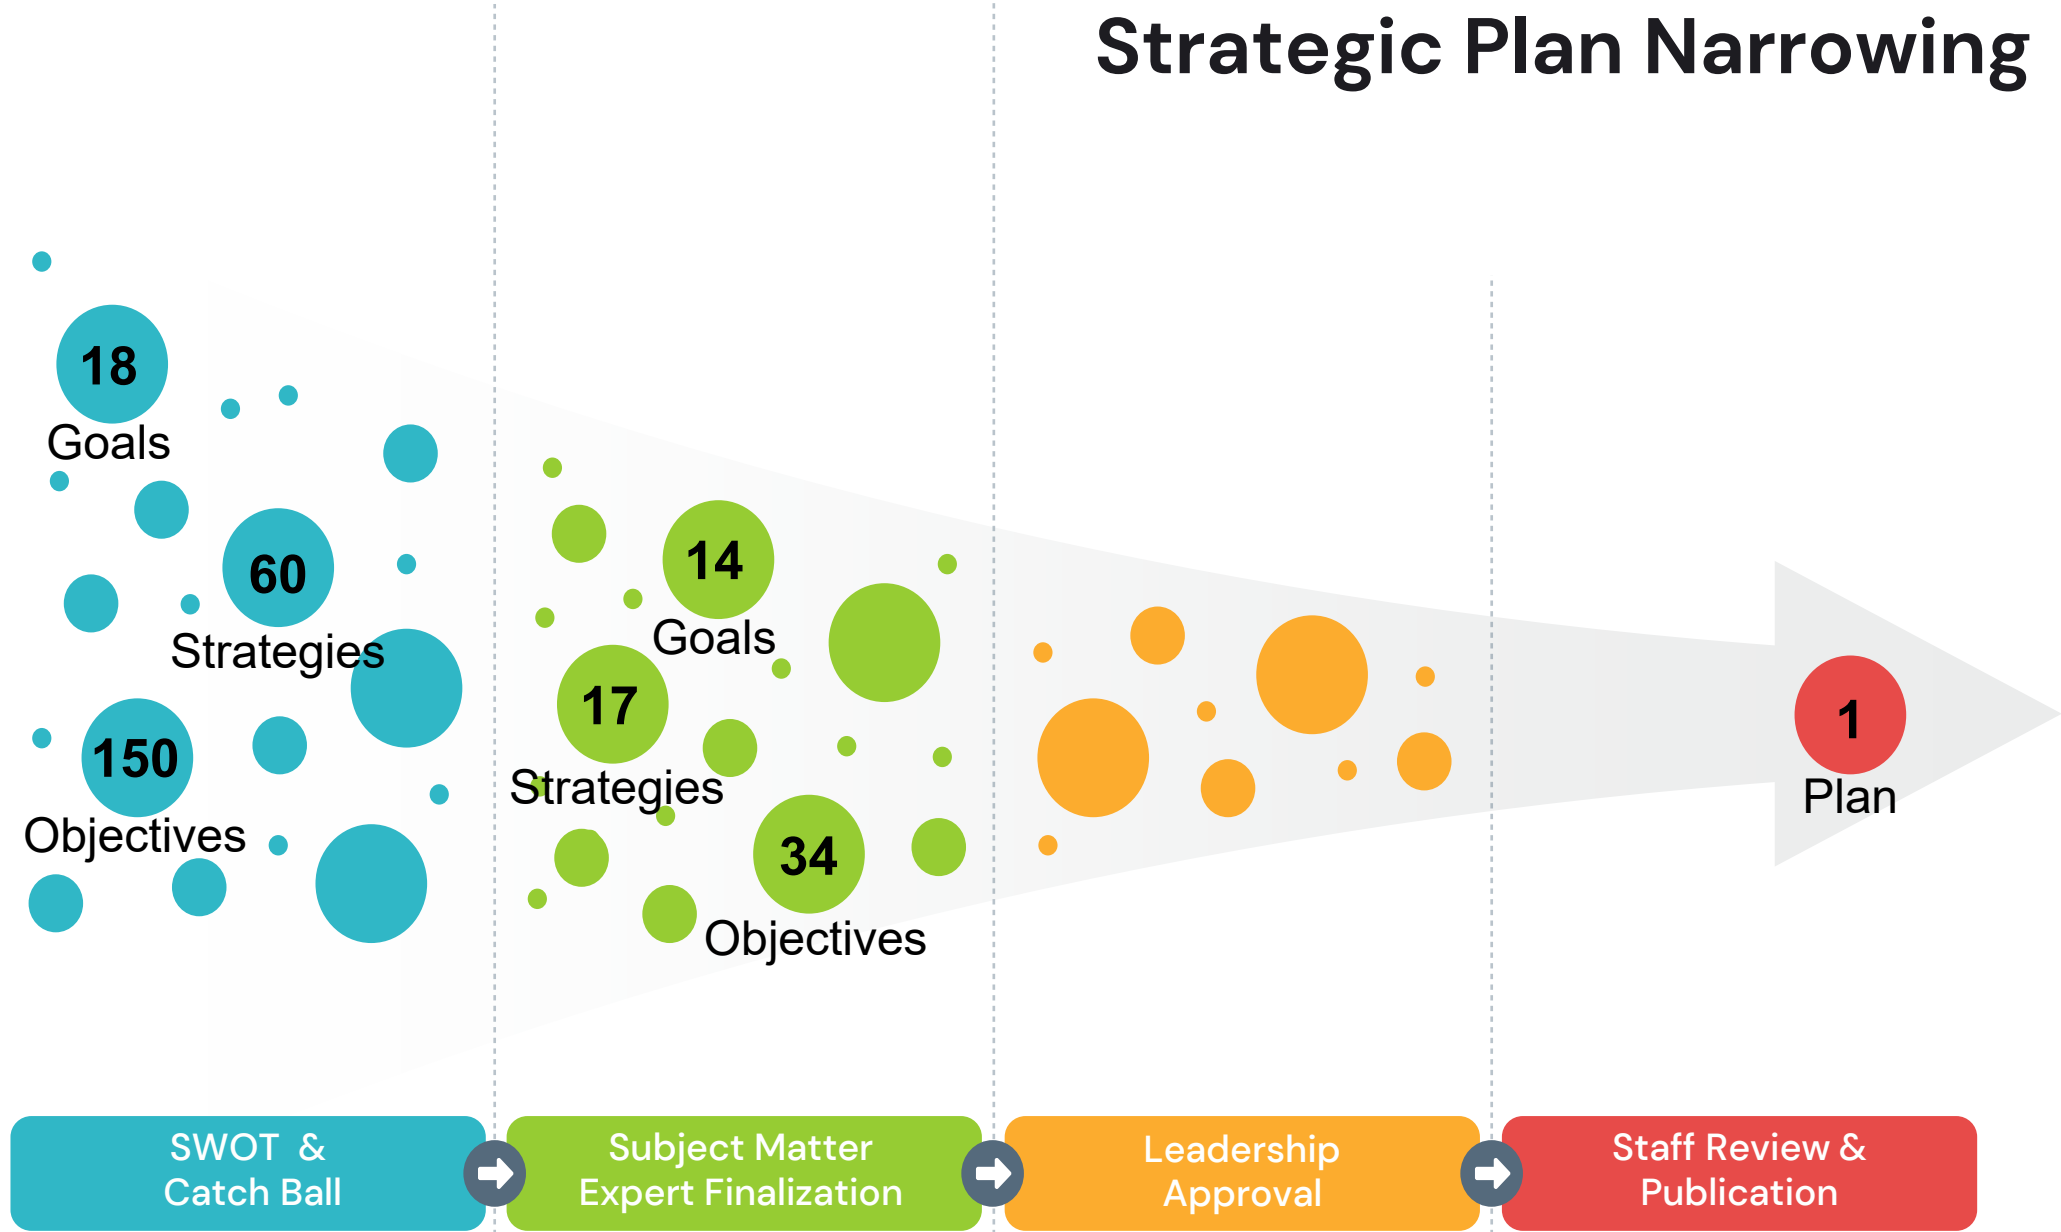 Strategic Plan Narrowing
18
Goals
60
Strategies
150
Objectives
14
Goals
17
Strategies
34
Objectives
1
Plan
SWOT &
Catch Ball
Subject Matter
Expert Finalization
Leadership
Approval
Staff Review &
Publication